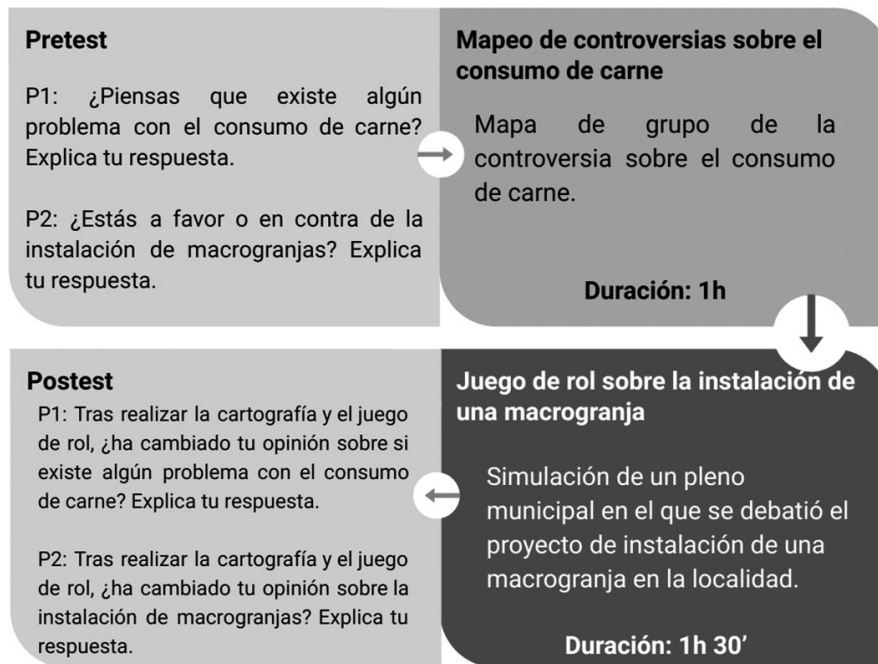 Pretest
P1: ¿Piensas que existe algún
problema con el consumo de carne?
Explica tu respuesta.
P2: ¿Estás a favor o en contra de la
instalación de macrogranjas? Explica
tu respuesta.
Mapeo de controversias sobre el
consumo de carne
Mapa de grupo de la
controversia sobre el consumo
de carne.
Duración: 1h
Juego de rol sobre la instalación de
una macrogranja
Simulación de un pleno
municipal en el que se debatió el
proyecto de instalación de una
macrogranja en la localidad.
Duración: 1h 30’
Postest
P1: Tras realizar la cartografía y el juego
de rol, ¿ha cambiado tu opinión sobre si
existe algún problema con el consumo
de carne? Explica tu respuesta.
P2: Tras realizar la cartografía y el juego
de rol, ¿ha cambiado tu opinión sobre la
instalación de macrogranjas? Explica tu
respuesta.